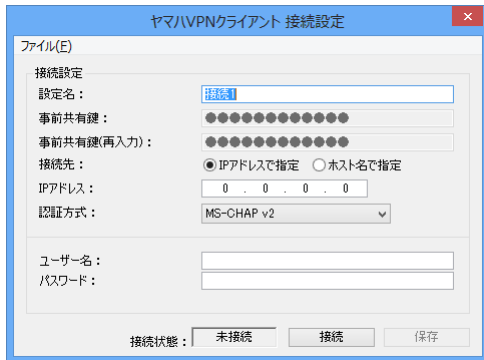 ヤマハVPNクライアント 接続設定
ファイル(F)
接続設定
設定名： 接続1
事前共有鍵： ●●●●●●●●●●●●
事前共有鍵(再入力)： ●●●●●●●●●●●●
接続先： IPアドレスで指定 ホスト名で指定
IPアドレス： 0 . 0 . 0 . 0
認証方式： MS-CHAP v2
ユーザー名：
パスワード：
接続状態： 未接続 接続 保存